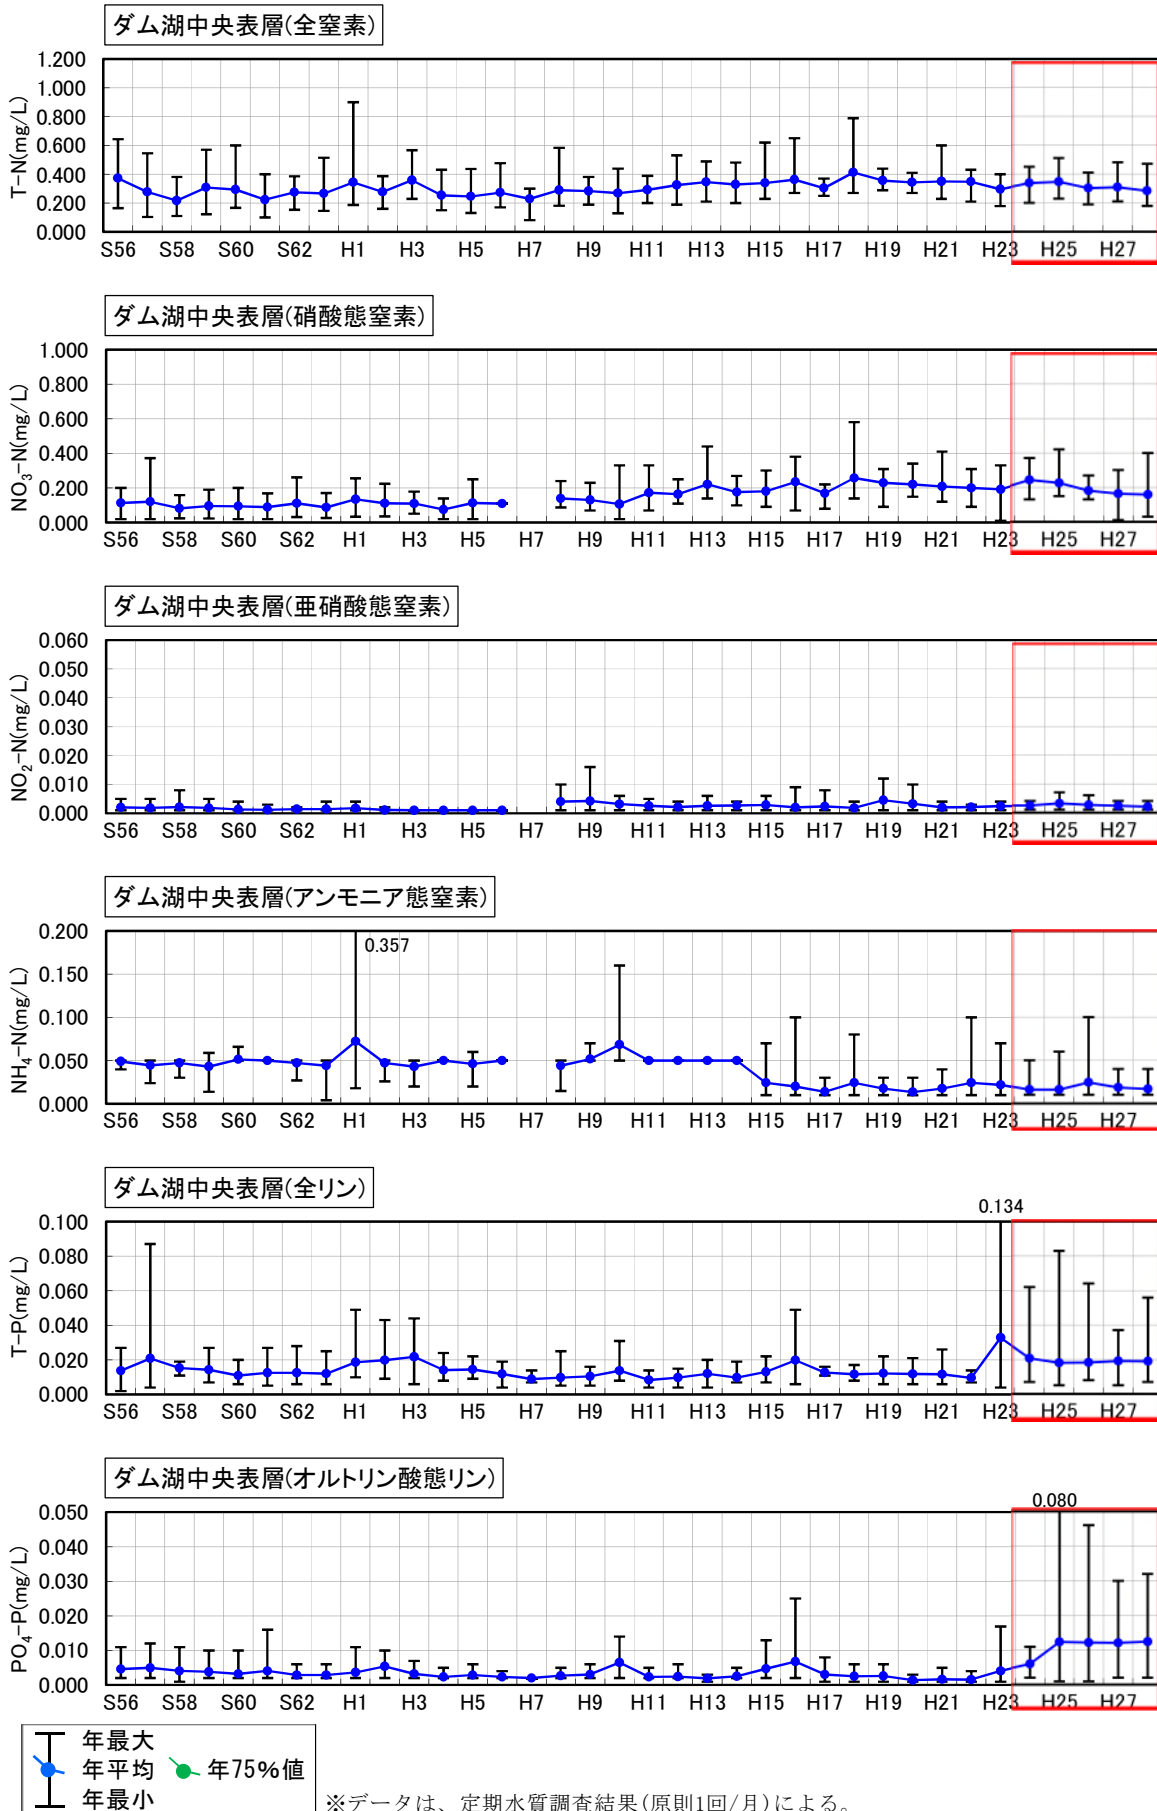 ダム湖中央表層(全窒素)
T-N(mg/L)
1.200
1.000
0.800
0.600
0.400
0.200
0.000
S56 S58 S60 S62 H1 H3 H5 H7 H9 H11 H13 H15 H17 H19 H21 H23 H25 H27
ダム湖中央表層(硝酸態窒素)
NO3-N(mg/L)
1.000
0.800
0.600
0.400
0.200
0.000
S56 S58 S60 S62 H1 H3 H5 H7 H9 H11 H13 H15 H17 H19 H21 H23 H25 H27
ダム湖中央表層(亜硝酸態窒素)
NO2-N(mg/L)
0.060
0.050
0.040
0.030
0.020
0.010
0.000
S56 S58 S60 S62 H1 H3 H5 H7 H9 H11 H13 H15 H17 H19 H21 H23 H25 H27
ダム湖中央表層(アンモニア態窒素)
NH4-N(mg/L)
0.200
0.357
0.150
0.100
0.050
0.000
S56 S58 S60 S62 H1 H3 H5 H7 H9 H11 H13 H15 H17 H19 H21 H23 H25 H27
ダム湖中央表層(全リン)
0.134
T-P(mg/L)
0.100
0.080
0.060
0.040
0.020
0.000
S56 S58 S60 S62 H1 H3 H5 H7 H9 H11 H13 H15 H17 H19 H21 H23 H25 H27
ダム湖中央表層(オルトリン酸態リン)
0.080
PO4-P(mg/L)
0.050
0.040
0.030
0.020
0.010
0.000
S56 S58 S60 S62 H1 H3 H5 H7 H9 H11 H13 H15 H17 H19 H21 H23 H25 H27
年最大
年平均 年75%値
年最小
※データは、定期水質調査結果(原則1回/月)による。